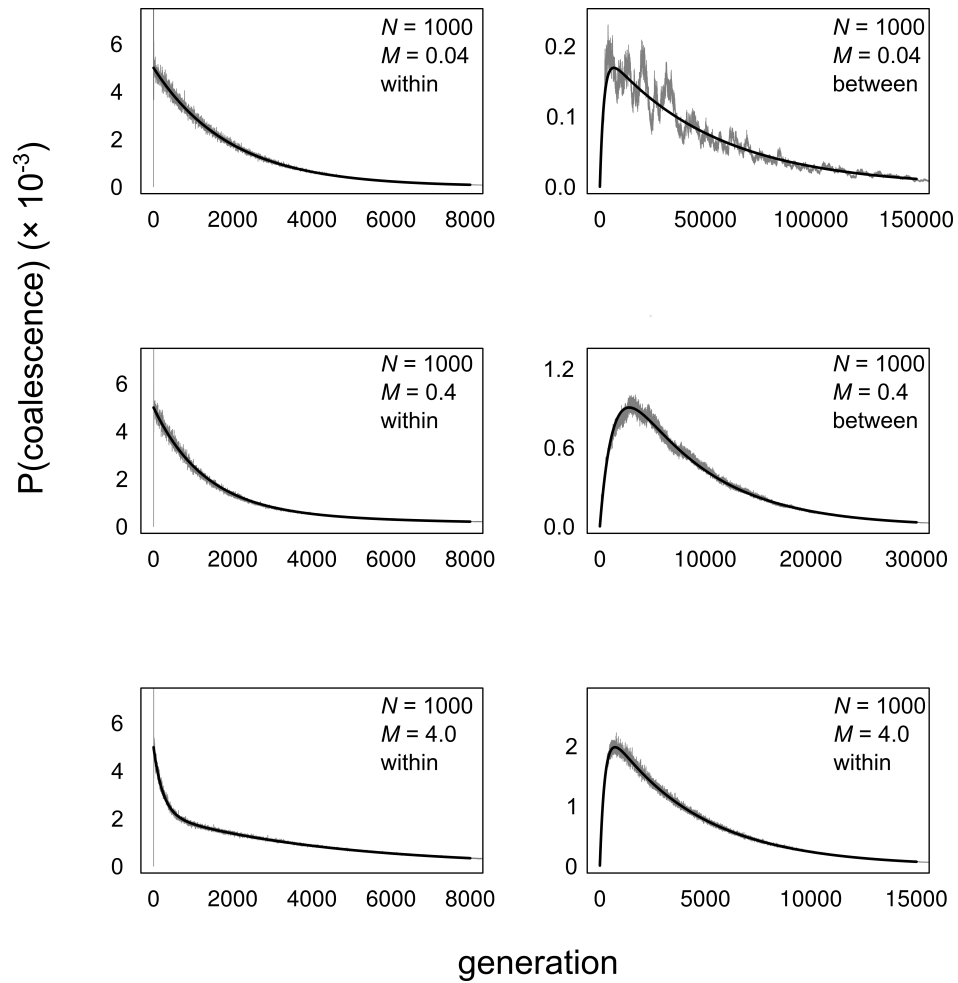 P(coalescence) (× 10⁻³)
N = 1000
M = 0.04
within
6
4
2
0
0 2000 4000 6000 8000
N = 1000
M = 0.04
between
0.2
0.1
0.0
0 50000 100000 150000
N = 1000
M = 0.4
within
6
4
2
0
0 2000 4000 6000 8000
N = 1000
M = 0.4
between
1.2
0.6
0.0
0 10000 20000 30000
N = 1000
M = 4.0
within
6
4
2
0
0 2000 4000 6000 8000
N = 1000
M = 4.0
within
2
1
0
0 5000 10000 15000
generation